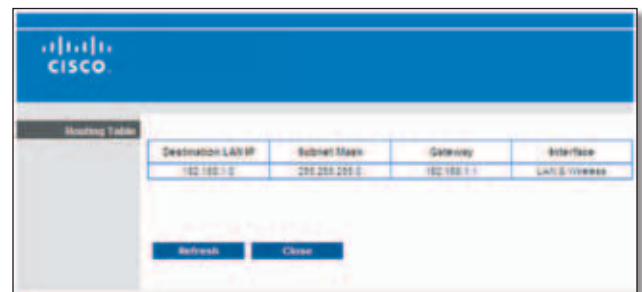 CISCO
Routing Table
Destination LAN IP Subnet Mask Gateway Interface
192.168.1.0 255.255.255.0 192.168.1.1 LAN & Wireless
Refresh Close